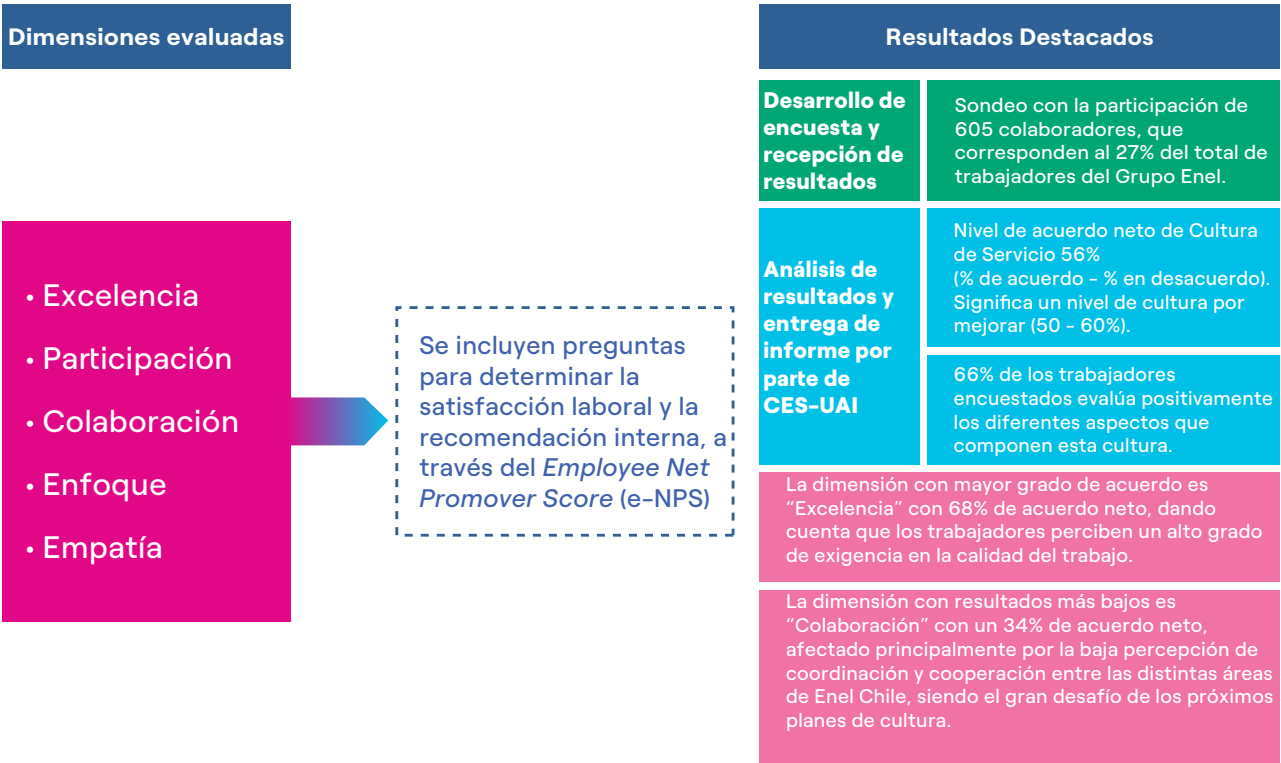 Dimensiones evaluadas
• Excelencia
• Participación
• Colaboración
• Enfoque
• Empatía
Se incluyen preguntas
para determinar la
satisfacción laboral y la
recomendación interna, a
través del Employee Net
Promover Score (e-NPS)
Resultados Destacados
Desarrollo de
encuesta y
recepción de
resultados
Sondeo con la participación de
605 colaboradores, que
corresponden al 27% del total de
trabajadores del Grupo Enel.
Análisis de
resultados y
entrega de
informe por
parte de
CES-UAI
Nivel de acuerdo neto de Cultura
de Servicio 56%
(% de acuerdo - % en desacuerdo).
Significa un nivel de cultura por
mejorar (50 - 60%).
66% de los trabajadores
encuestados evalúa positivamente
los diferentes aspectos que
componen esta cultura.
La dimensión con mayor grado de acuerdo es
“Excelencia” con 68% de acuerdo neto, dando
cuenta que los trabajadores perciben un alto grado
de exigencia en la calidad del trabajo.
La dimensión con resultados más bajos es
“Colaboración” con un 34% de acuerdo neto,
afectado principalmente por la baja percepción de
coordinación y cooperación entre las distintas áreas
de Enel Chile, siendo el gran desafío de los próximos
planes de cultura.